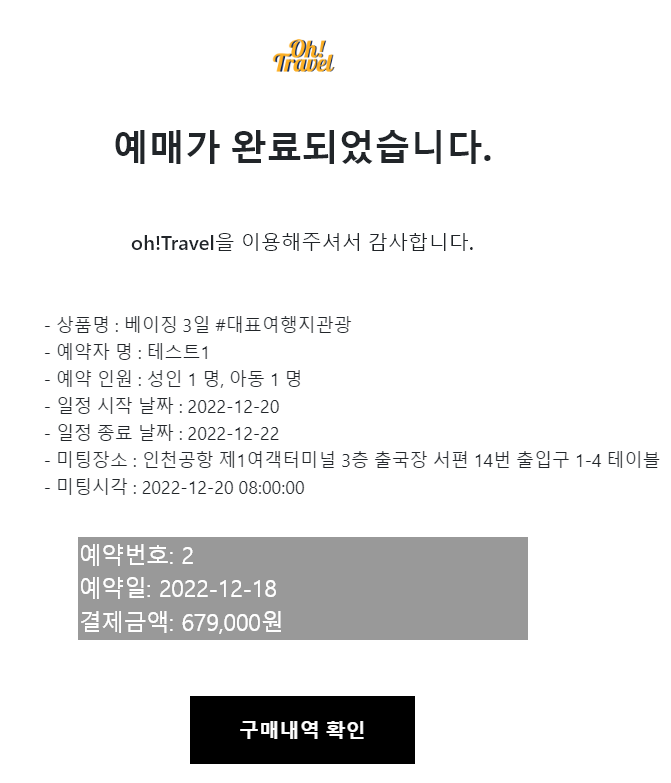 Oh!
Travel
예매가 완료되었습니다.
oh!Travel을 이용해주셔서 감사합니다.
- 상품명 : 베이징 3일 #대표여행지관광
- 예약자 명 : 테스트1
- 예약 인원 : 성인 1 명, 아동 1 명
- 일정 시작 날짜 : 2022-12-20
- 일정 종료 날짜 : 2022-12-22
- 미팅장소 : 인천공항 제1여객터미널 3층 출국장 서편 14번 출입구 1-4 테이블
- 미팅시각 : 2022-12-20 08:00:00
예약번호: 2
예약일: 2022-12-18
결제금액: 679,000원
구매내역 확인